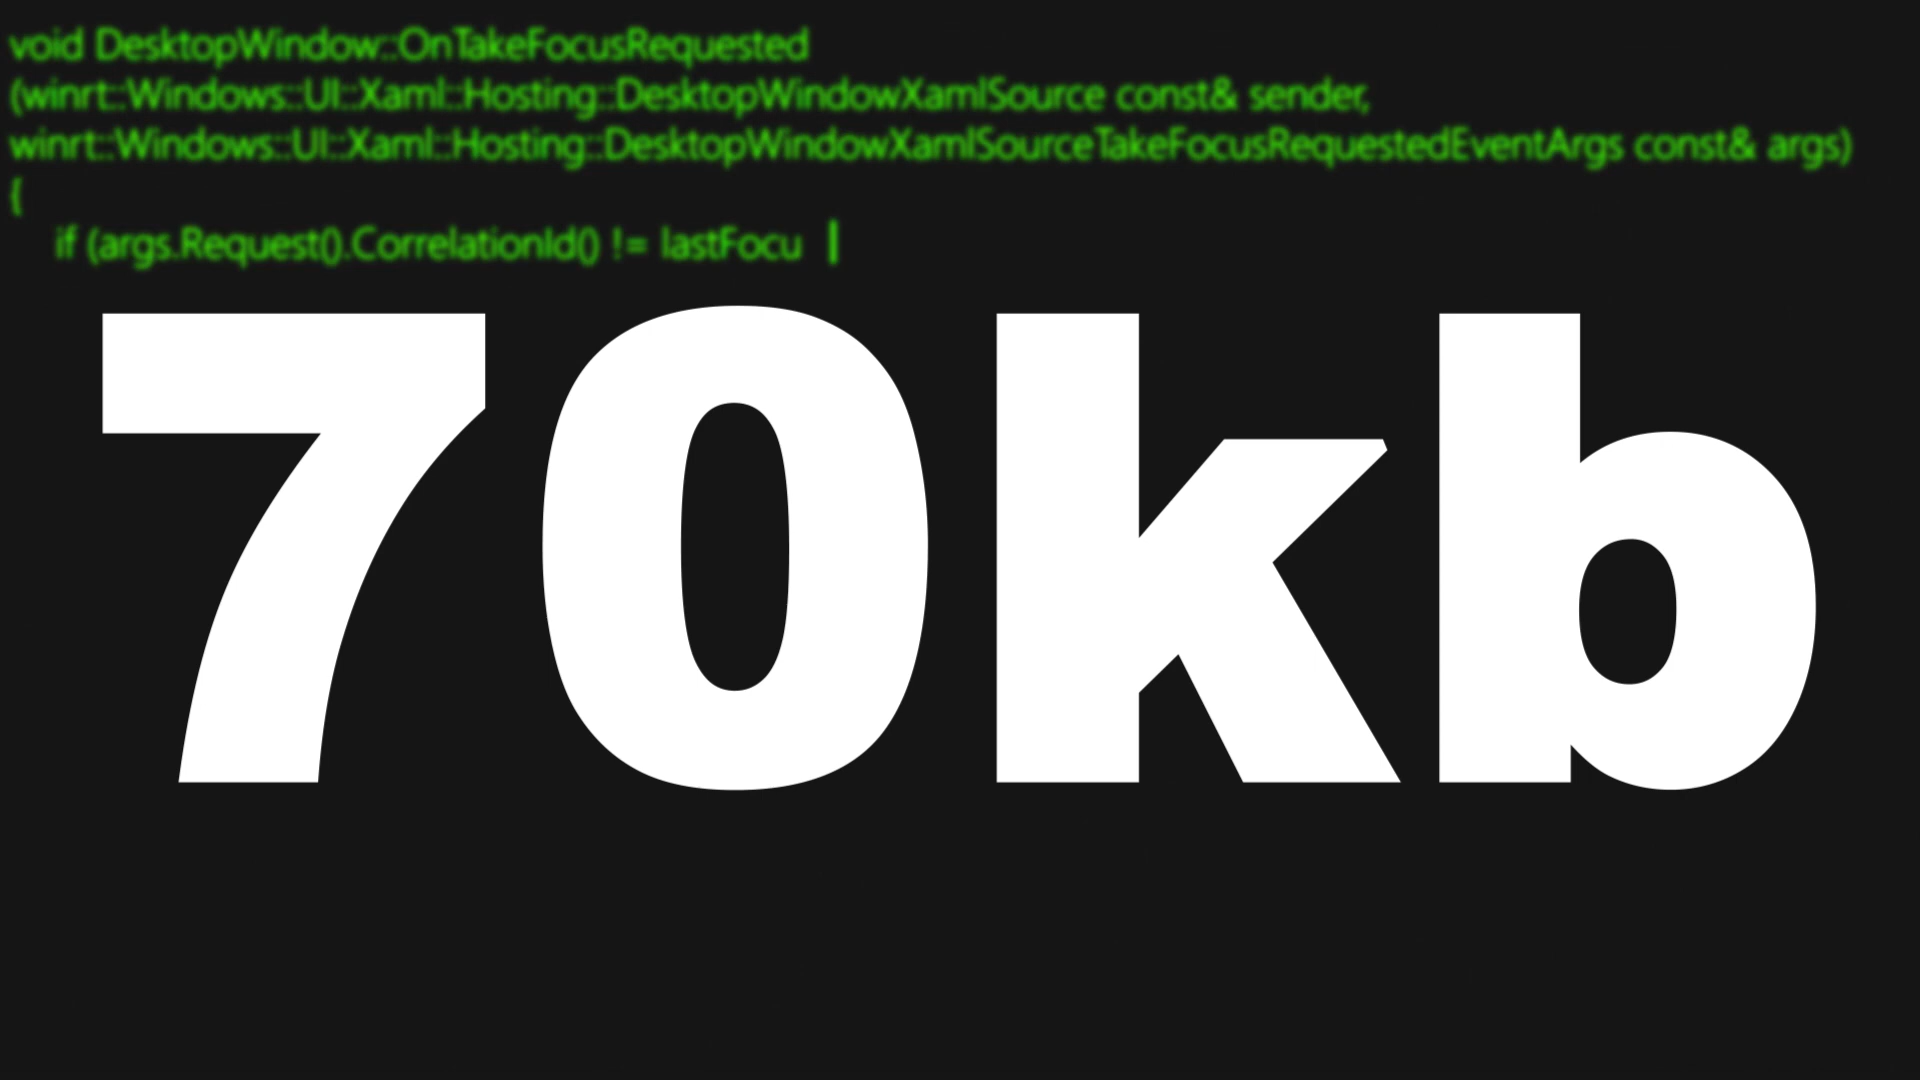 void DesktopWindow::OnTakeFocusRequested
(winrt::Windows::UI::Xaml::Hosting::DesktopWindowXamlSource const& sender,
winrt::Windows::UI::Xaml::Hosting::DesktopWindowXamlSourceTakeFocusRequestedEventArgs const& args)
{
    if (args.Request().CorrelationId() != lastFocu |
70kb